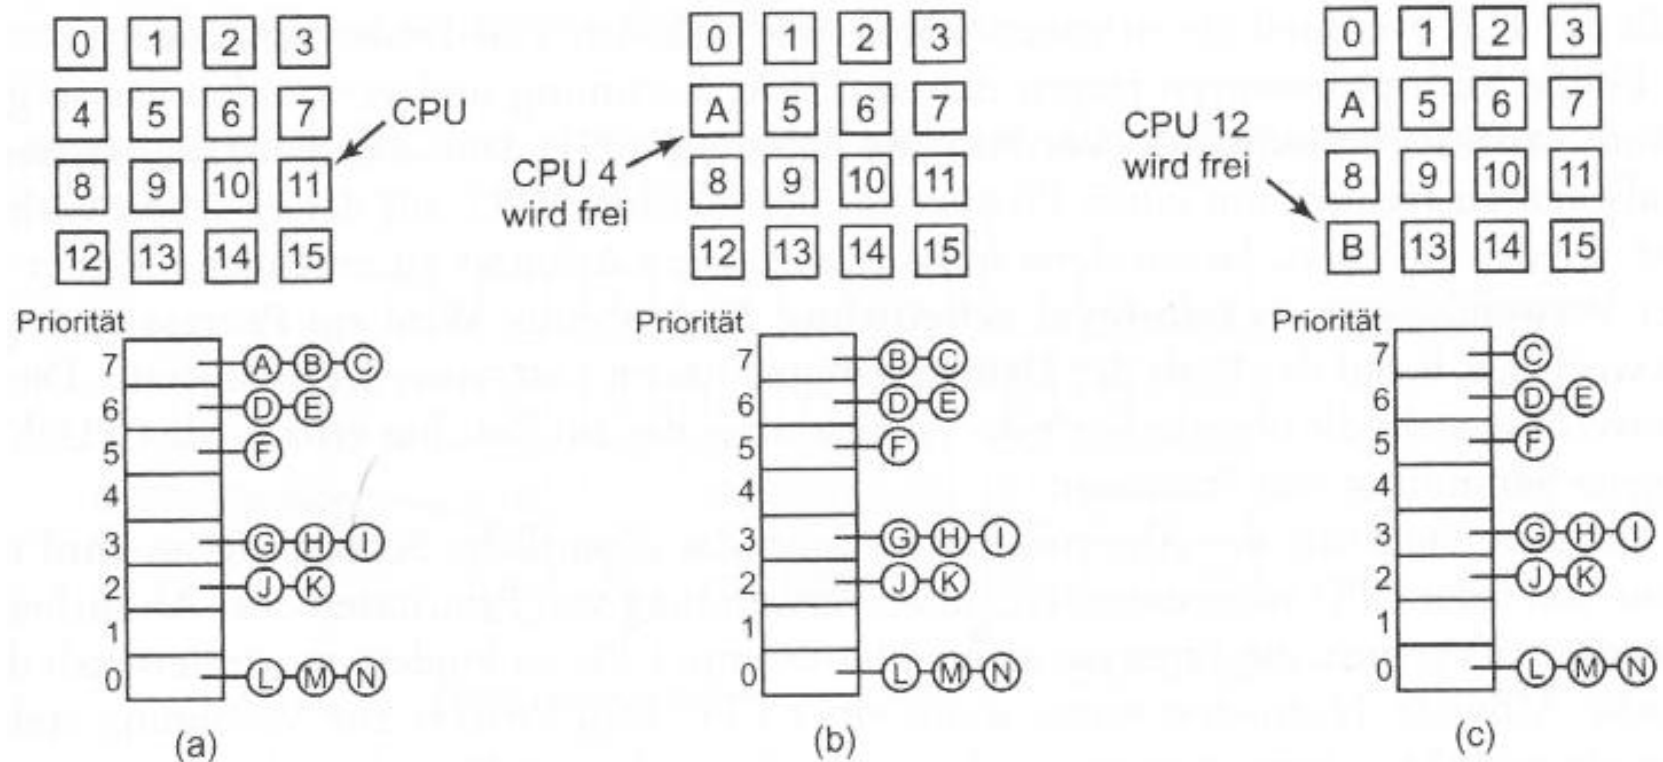 0 1 2 3
4 5 6 7
8 9 10 11
12 13 14 15
CPU
Priorität
7 A B C
6 D E
5 F
4
3 G H I
2 J K
1
0 L M N
(a)
0 1 2 3
A 5 6 7
8 9 10 11
12 13 14 15
CPU 4
wird frei
Priorität
7 B C
6 D E
5 F
4
3 G H I
2 J K
1
0 L M N
(b)
0 1 2 3
A 5 6 7
8 9 10 11
B 13 14 15
CPU 12
wird frei
Priorität
7 C
6 D E
5 F
4
3 G H I
2 J K
1
0 L M N
(c)